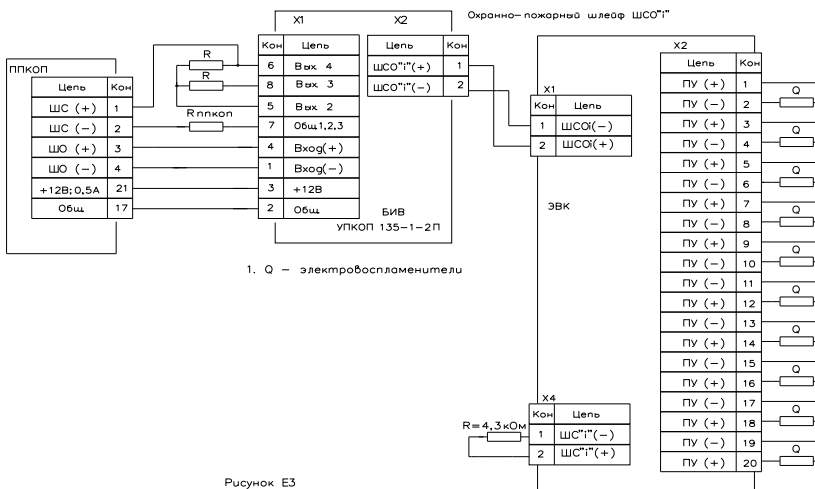 Охранно-пожарный шлейф ШСО"i"
ППКОП
Цепь Кон
ШС (+) 1
ШС (-) 2
ШО (+) 3
ШО (-) 4
+12В; 0,5А 21
Общ 17
R
R
R ппкоп
X1 X2
Кон Цепь
6 Вых 4
8 Вых 3
5 Вых 2
7 Общ1,2,3
4 Вход(+)
1 Вход(-)
3 +12В
2 Общ
Цепь Кон
ШСО"i"(+) 1
ШСО"i"(-) 2
БИВ
УПКОП 135-1-2П
1. Q - электровоспламенители
X1
Кон Цепь
1 ШСОi(-)
2 ШСОi(+)
ЭВК
X4
Кон Цепь
1 ШС"i"(-)
2 ШС"i"(+)
R=4,3кОм
X2
Цепь Кон
ПУ (+) 1
ПУ (-) 2
ПУ (+) 3
ПУ (-) 4
ПУ (+) 5
ПУ (-) 6
ПУ (+) 7
ПУ (-) 8
ПУ (+) 9
ПУ (-) 10
ПУ (-) 11
ПУ (+) 12
ПУ (-) 13
ПУ (+) 14
ПУ (-) 15
ПУ (+) 16
ПУ (-) 17
ПУ (+) 18
ПУ (-) 19
ПУ (+) 20
Q
Q
Q
Q
Q
Q
Q
Q
Q
Q
Рисунок Е3